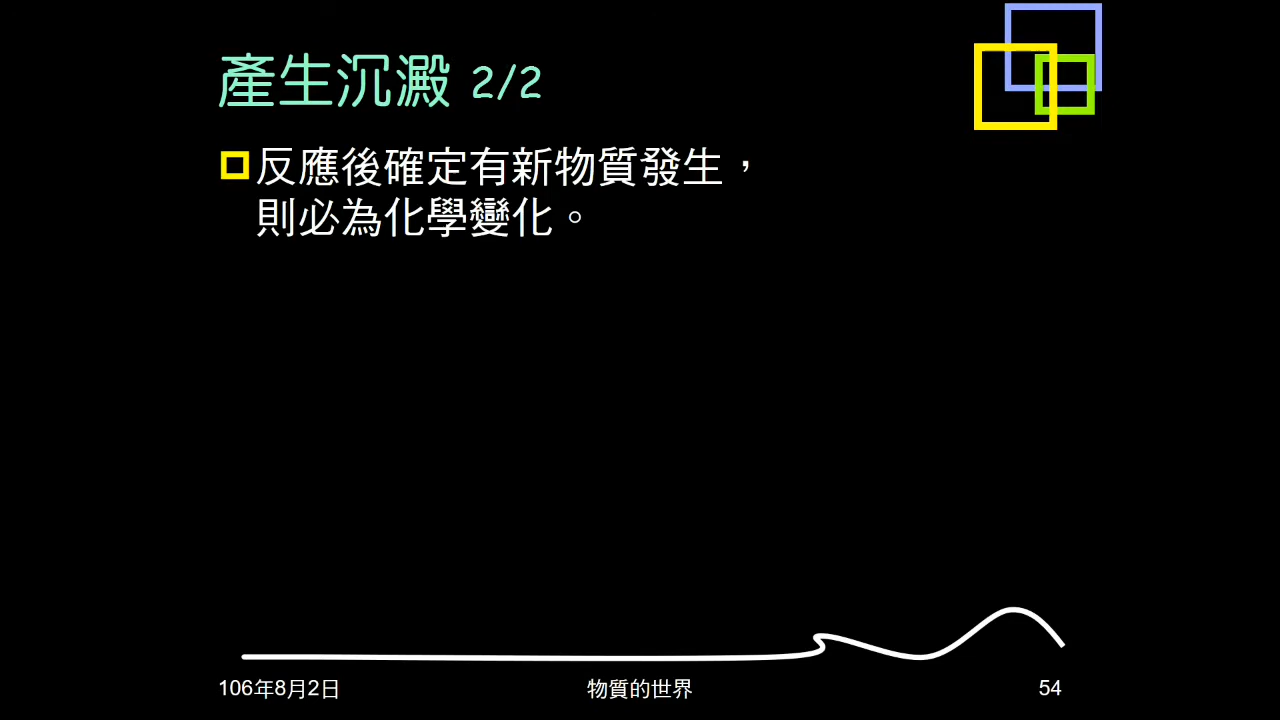 產生沉澱 2/2
反應後確定有新物質發生，
則必為化學變化。
106年8月2日
物質的世界
54